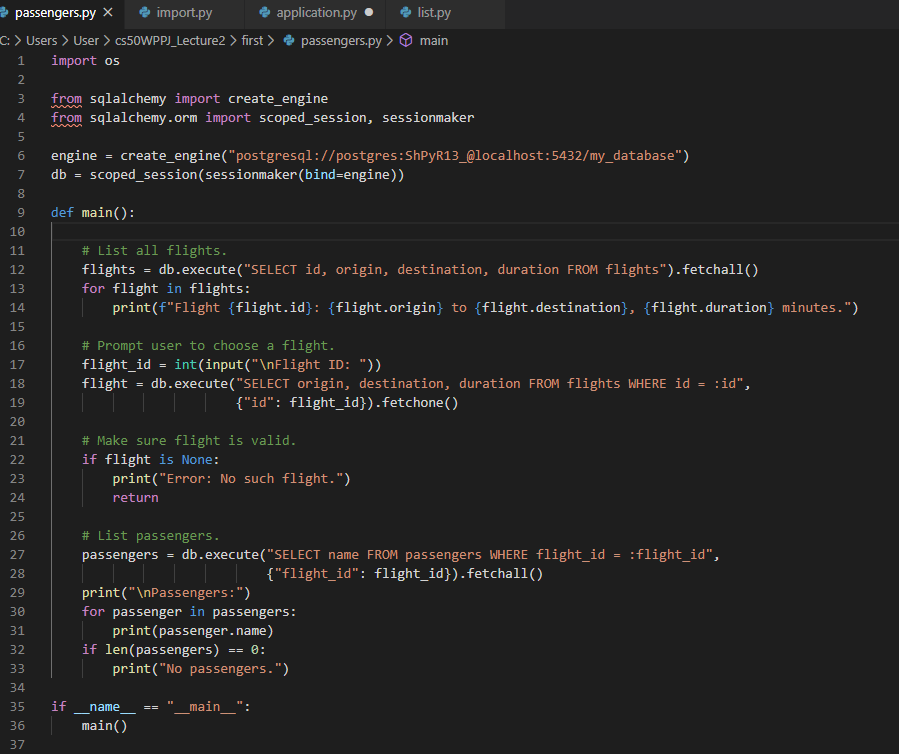 passengers.py × import.py application.py ● list.py
C: > Users > User > cs50WPPJ_Lecture2 > first > passengers.py > main
1 import os
2
3 from sqlalchemy import create_engine
4 from sqlalchemy.orm import scoped_session, sessionmaker
5
6 engine = create_engine("postgresql://postgres:ShPyR13_@localhost:5432/my_database")
7 db = scoped_session(sessionmaker(bind=engine))
8
9 def main():
10
11     # List all flights.
12     flights = db.execute("SELECT id, origin, destination, duration FROM flights").fetchall()
13     for flight in flights:
14         print(f"Flight {flight.id}: {flight.origin} to {flight.destination}, {flight.duration} minutes.")
15
16     # Prompt user to choose a flight.
17     flight_id = int(input("\nFlight ID: "))
18     flight = db.execute("SELECT origin, destination, duration FROM flights WHERE id = :id",
19                         {"id": flight_id}).fetchone()
20
21     # Make sure flight is valid.
22     if flight is None:
23         print("Error: No such flight.")
24         return
25
26     # List passengers.
27     passengers = db.execute("SELECT name FROM passengers WHERE flight_id = :flight_id",
28                             {"flight_id": flight_id}).fetchall()
29     print("\nPassengers:")
30     for passenger in passengers:
31         print(passenger.name)
32     if len(passengers) == 0:
33         print("No passengers.")
34
35 if __name__ == "__main__":
36     main()
37